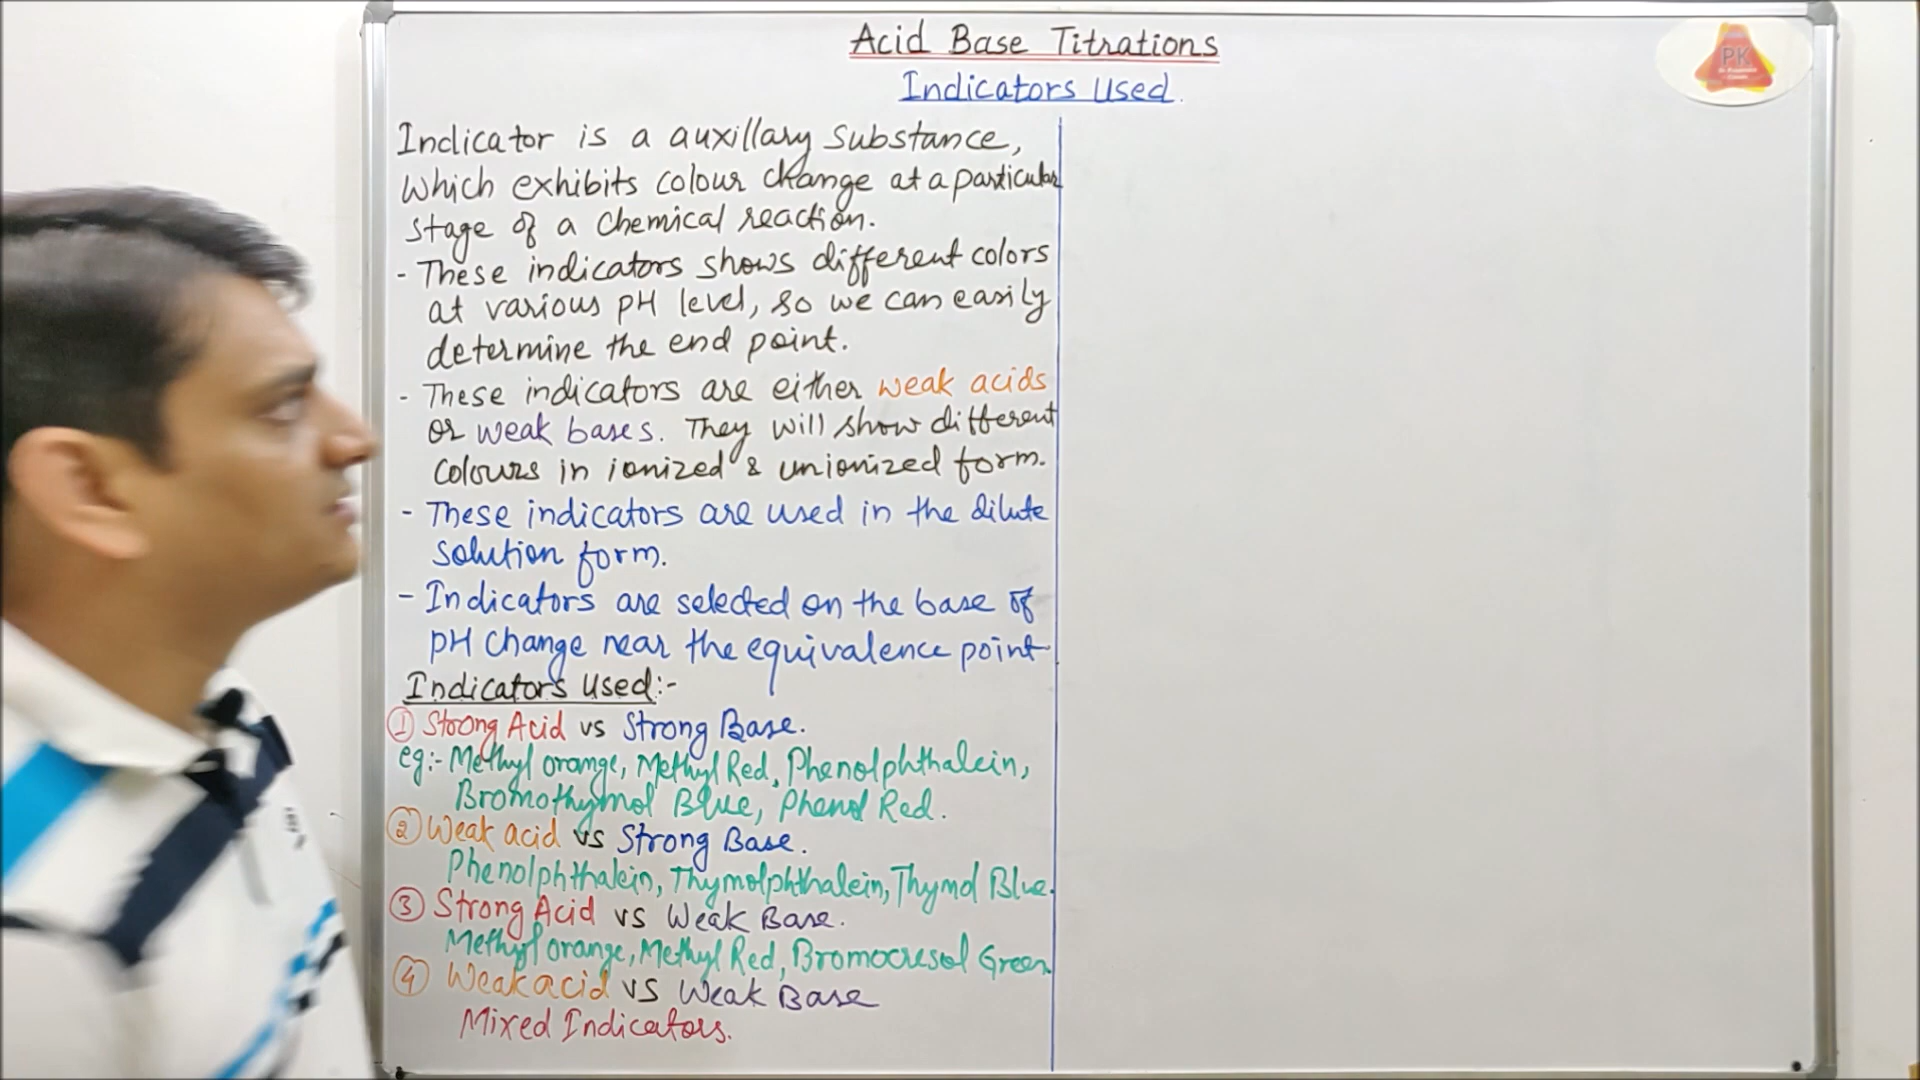 Acid Base Titrations
Indicators Used.
Indicator is a auxillary Substance,
Which exhibits colour change at a particular
stage of a Chemical reaction.
- These indicators shows different colors
at various pH level, so we can easily
determine the end point.
- These indicators are either weak acids
or weak bases. They will show different
colours in ionized & unionized form.
- These indicators are used in the dilute
solution form.
- Indicators are selected on the base of
pH change near the equivalence point.
Indicators Used:-
① Strong Acid vs Strong Base.
eg:- Methyl orange, Methyl Red, Phenolphthalein,
Bromothymol Blue, Phenol Red.
② Weak acid vs Strong Base.
Phenolphthalein, Thymolphthalein, Thymol Blue.
③ Strong Acid vs Weak Base.
Methyl orange, Methyl Red, Bromocresol Green.
④ Weak acid vs Weak Base
Mixed Indicators.
PK